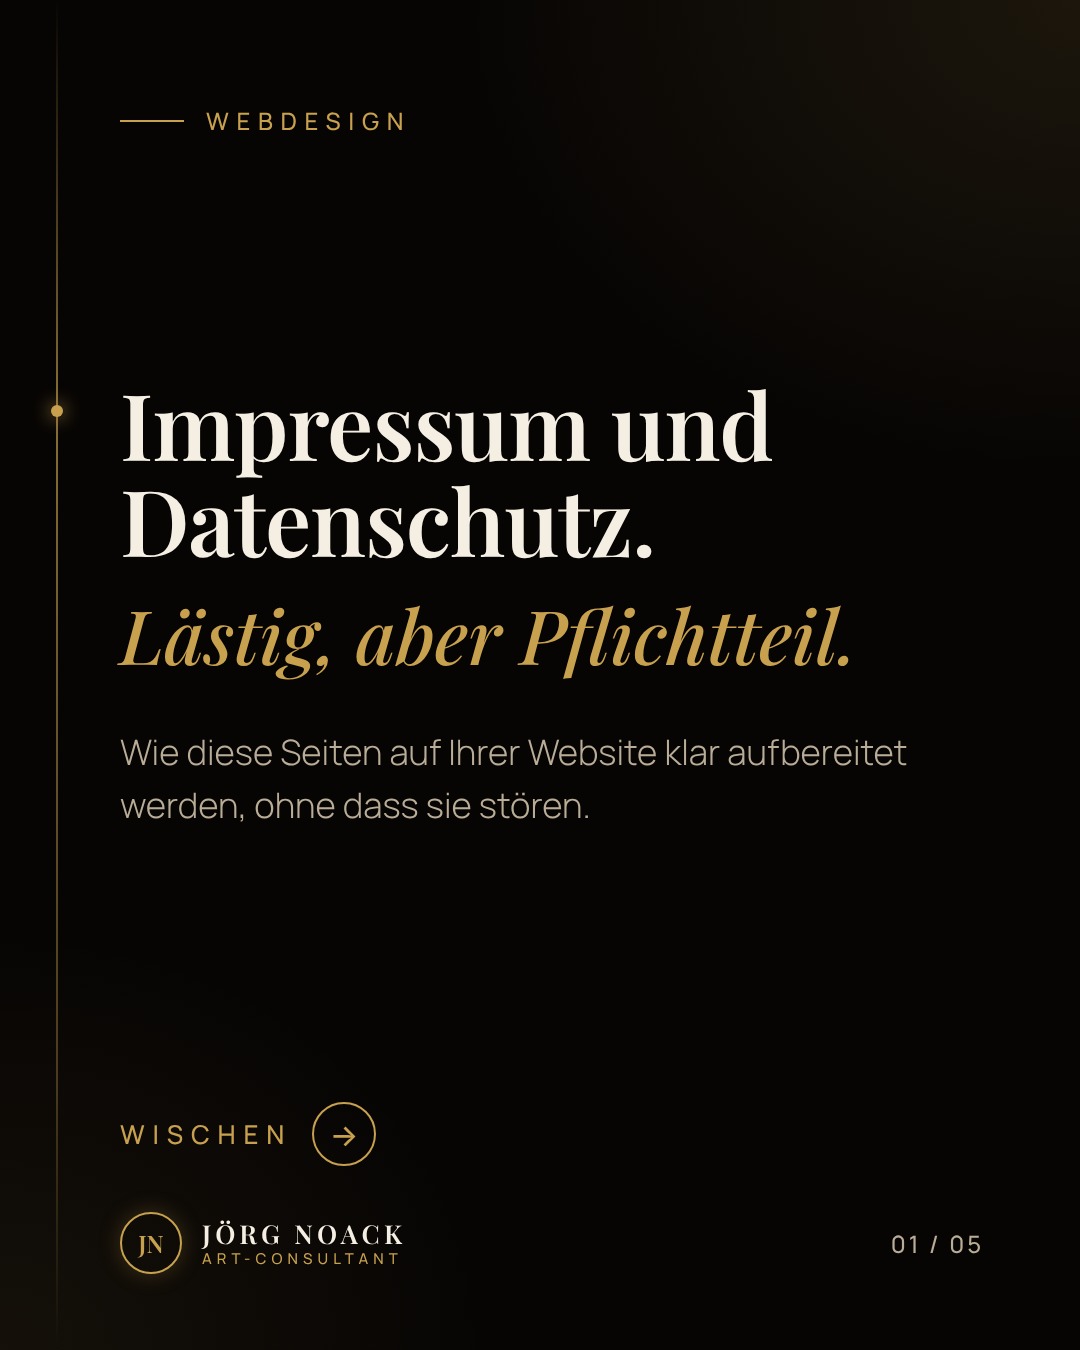 WEBDESIGN
Impressum und
Datenschutz.
Lästig, aber Pflichtteil.
Wie diese Seiten auf Ihrer Website klar aufbereitet
werden, ohne dass sie stören.
WISCHEN →
JN
JÖRG NOACK
ART-CONSULTANT
01 / 05